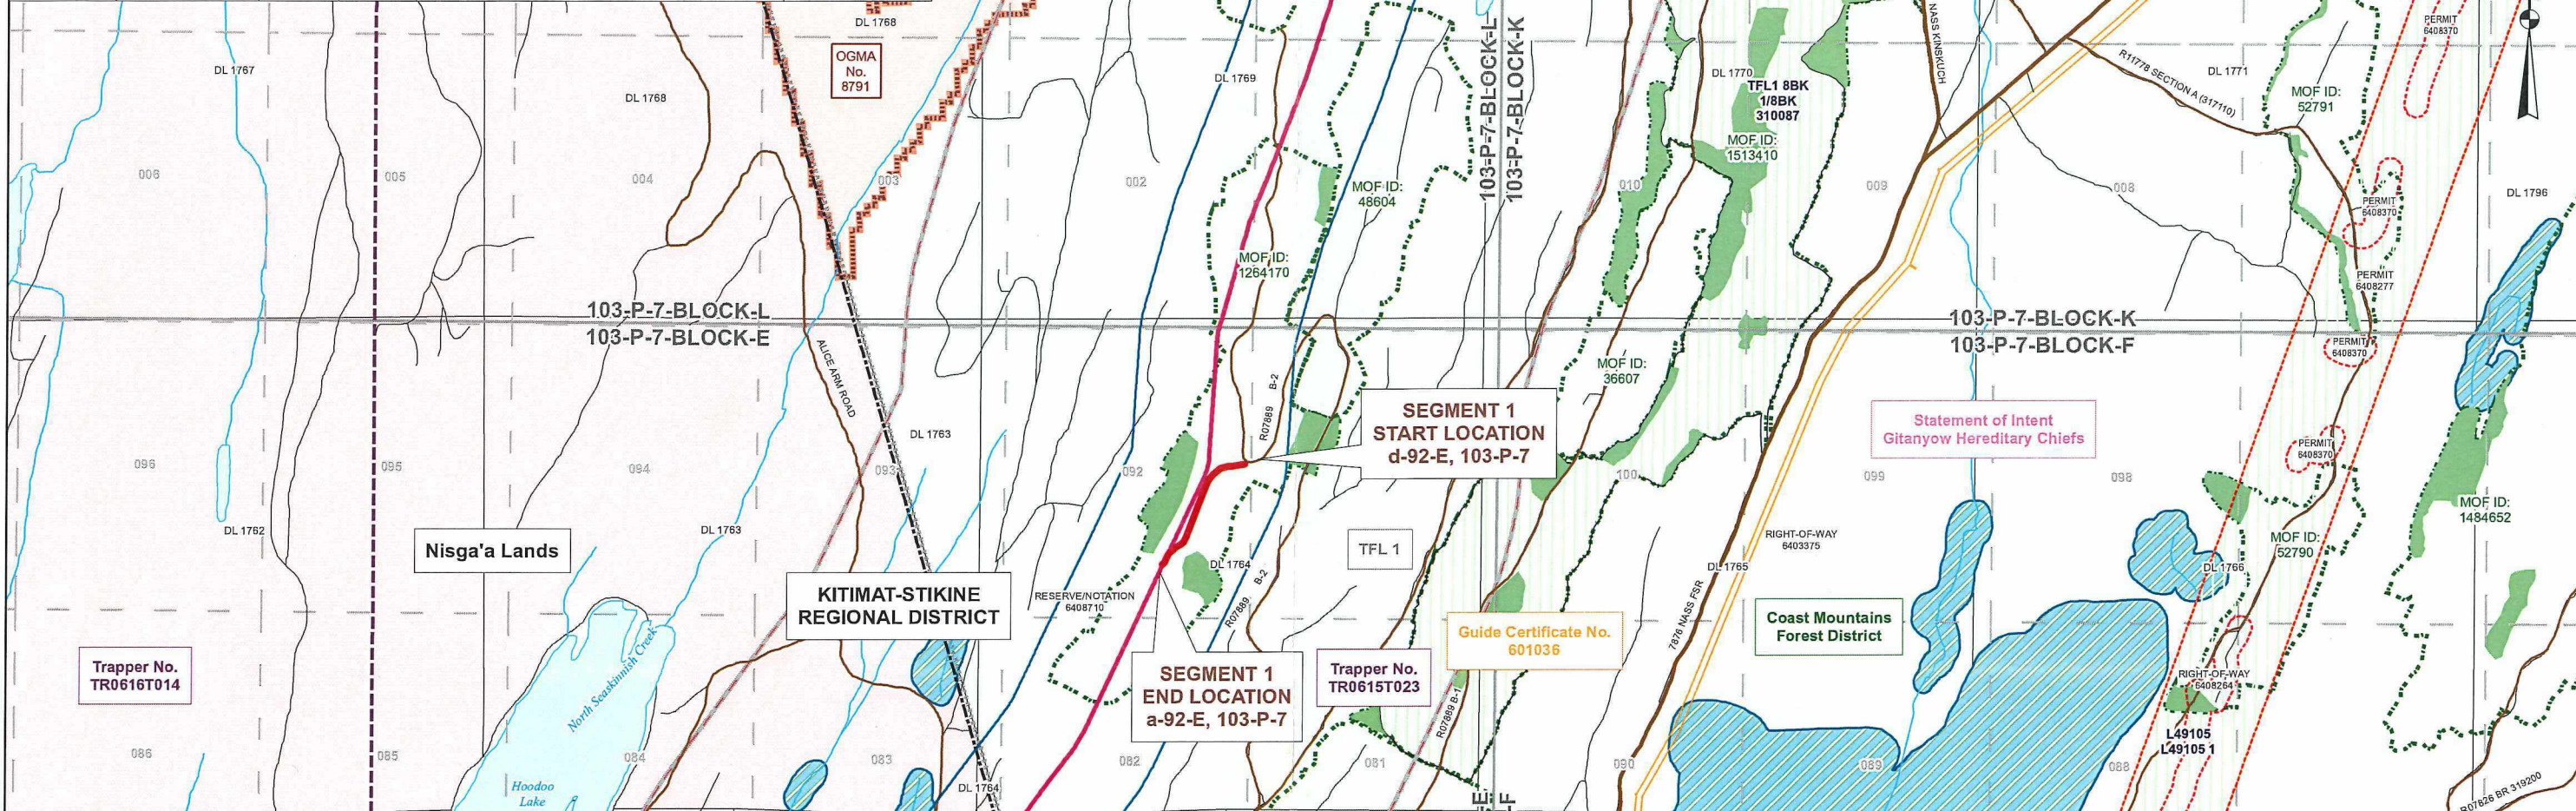 DL 1768
DL 1767
DL 1768
OGMA
No.
8791
DL 1769
103-P-7-BLOCK-L
103-P-7-BLOCK-K
DL 1770
TFL1 8BK
1/8BK
310087
MOF ID:
1513410
NASS KINSKUCH
R11778 SECTION A (317110)
DL 1771
MOF ID:
52791
PERMIT
6408370
006
005
004
003
002
010
009
008
MOF ID:
48604
PERMIT
6408370
DL 1796
MOF ID:
1264170
PERMIT
6408277
103-P-7-BLOCK-L
103-P-7-BLOCK-E
103-P-7-BLOCK-K
103-P-7-BLOCK-F
PERMIT
6408370
ALICE ARM ROAD
R07889 B-2
MOF ID:
36607
SEGMENT 1
START LOCATION
d-92-E, 103-P-7
Statement of Intent
Gitanyow Hereditary Chiefs
DL 1763
PERMIT
6408370
096
095
094
093
092
100
099
098
DL 1762
DL 1763
Nisga'a Lands
TFL 1
RIGHT-OF-WAY
6403375
MOF ID:
1484652
MOF ID:
52790
DL 1764
DL 1765
DL 1766
RESERVE/NOTATION
6408710
R07889 B-2
KITIMAT-STIKINE
REGIONAL DISTRICT
7876 NASS FSR
Guide Certificate No.
601036
Coast Mountains
Forest District
Trapper No.
TR0616T014
North Seaskinnish Creek
SEGMENT 1
END LOCATION
a-92-E, 103-P-7
Trapper No.
TR0615T023
R07889 B-1
RIGHT-OF-WAY
6408264
L49105
L49105 1
086
085
084
083
082
081
090
089
088
Hoodoo
Lake
DL 1764
R07826 BR 319200